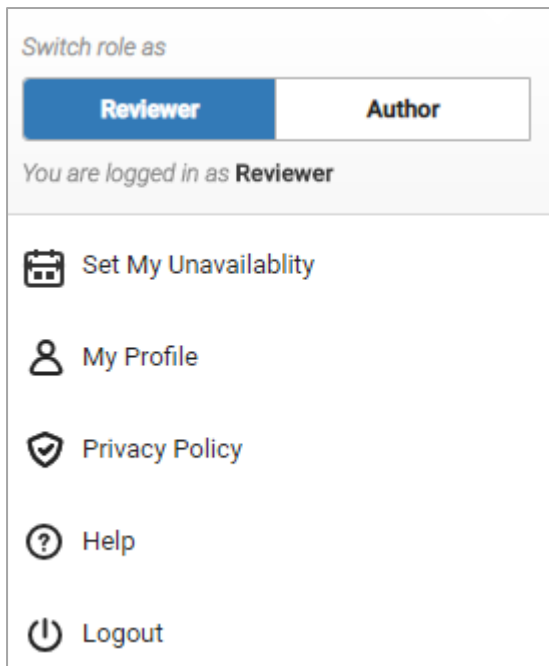 Switch role as
Reviewer Author
You are logged in as Reviewer
Set My Unavailablity
My Profile
Privacy Policy
Help
Logout